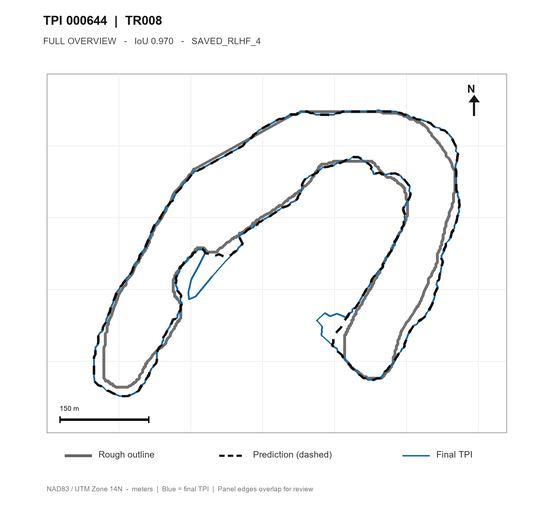 TPI 000644 | TR008
FULL OVERVIEW - IoU 0.970 - SAVED_RLHF_4
N
150 m
Rough outline
Prediction (dashed)
Final TPI
NAD83 / UTM Zone 14N - meters | Blue = final TPI | Panel edges overlap for review